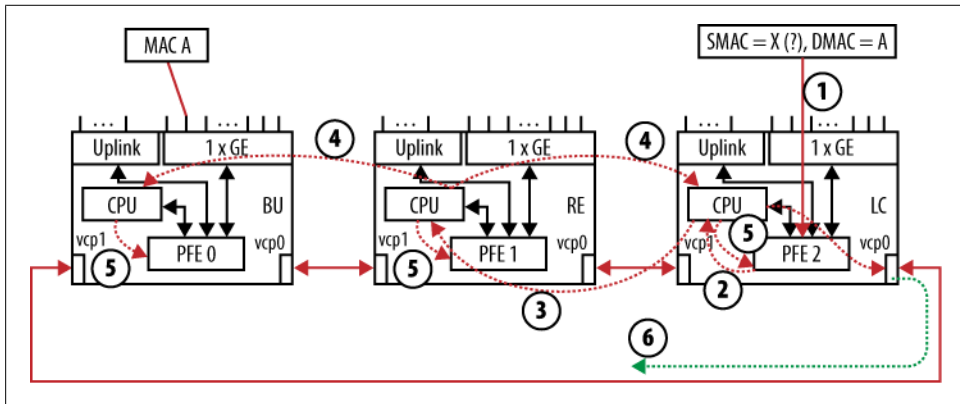 MAC A
SMAC = X (?), DMAC = A
1
... ...
... ...
... ...
4
4
Uplink 1 x GE
Uplink 1 x GE
Uplink 1 x GE
CPU BU
CPU RE
CPU LC
vcp1 PFE 0 vcp0
vcp1 PFE 1 vcp0
vcp1 PFE 2 vcp0
5
5
5
2
3
6